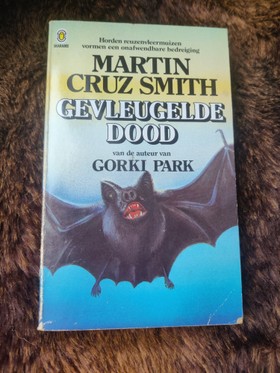 Horden reuzenvleermuizen
vormen een onafwendbare bedreiging
MARTIN
CRUZ SMITH
GEVLEUGELDE
DOOD
van de auteur van
GORKI PARK